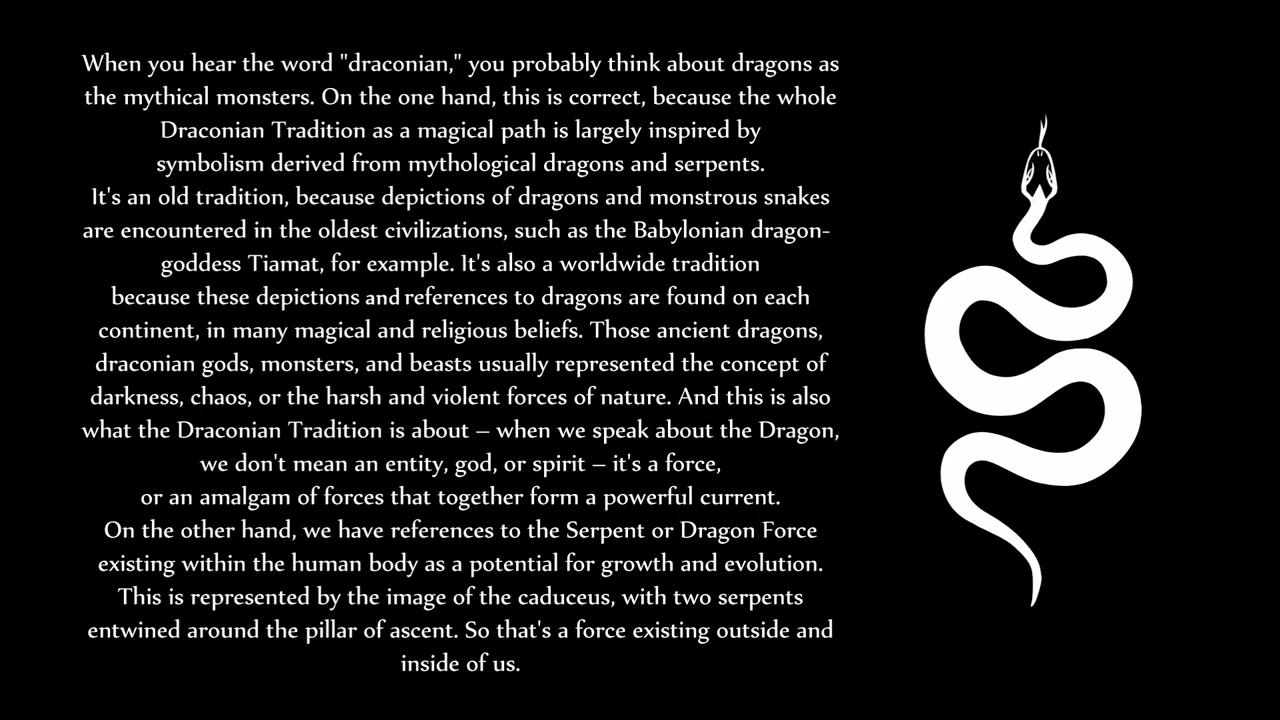 When you hear the word "draconian," you probably think about dragons as
the mythical monsters. On the one hand, this is correct, because the whole
Draconian Tradition as a magical path is largely inspired by
symbolism derived from mythological dragons and serpents.
It's an old tradition, because depictions of dragons and monstrous snakes
are encountered in the oldest civilizations, such as the Babylonian dragon-
goddess Tiamat, for example. It's also a worldwide tradition
because these depictions and references to dragons are found on each
continent, in many magical and religious beliefs. Those ancient dragons,
draconian gods, monsters, and beasts usually represented the concept of
darkness, chaos, or the harsh and violent forces of nature. And this is also
what the Draconian Tradition is about – when we speak about the Dragon,
we don't mean an entity, god, or spirit – it's a force,
or an amalgam of forces that together form a powerful current.
On the other hand, we have references to the Serpent or Dragon Force
existing within the human body as a potential for growth and evolution.
This is represented by the image of the caduceus, with two serpents
entwined around the pillar of ascent. So that's a force existing outside and
inside of us.